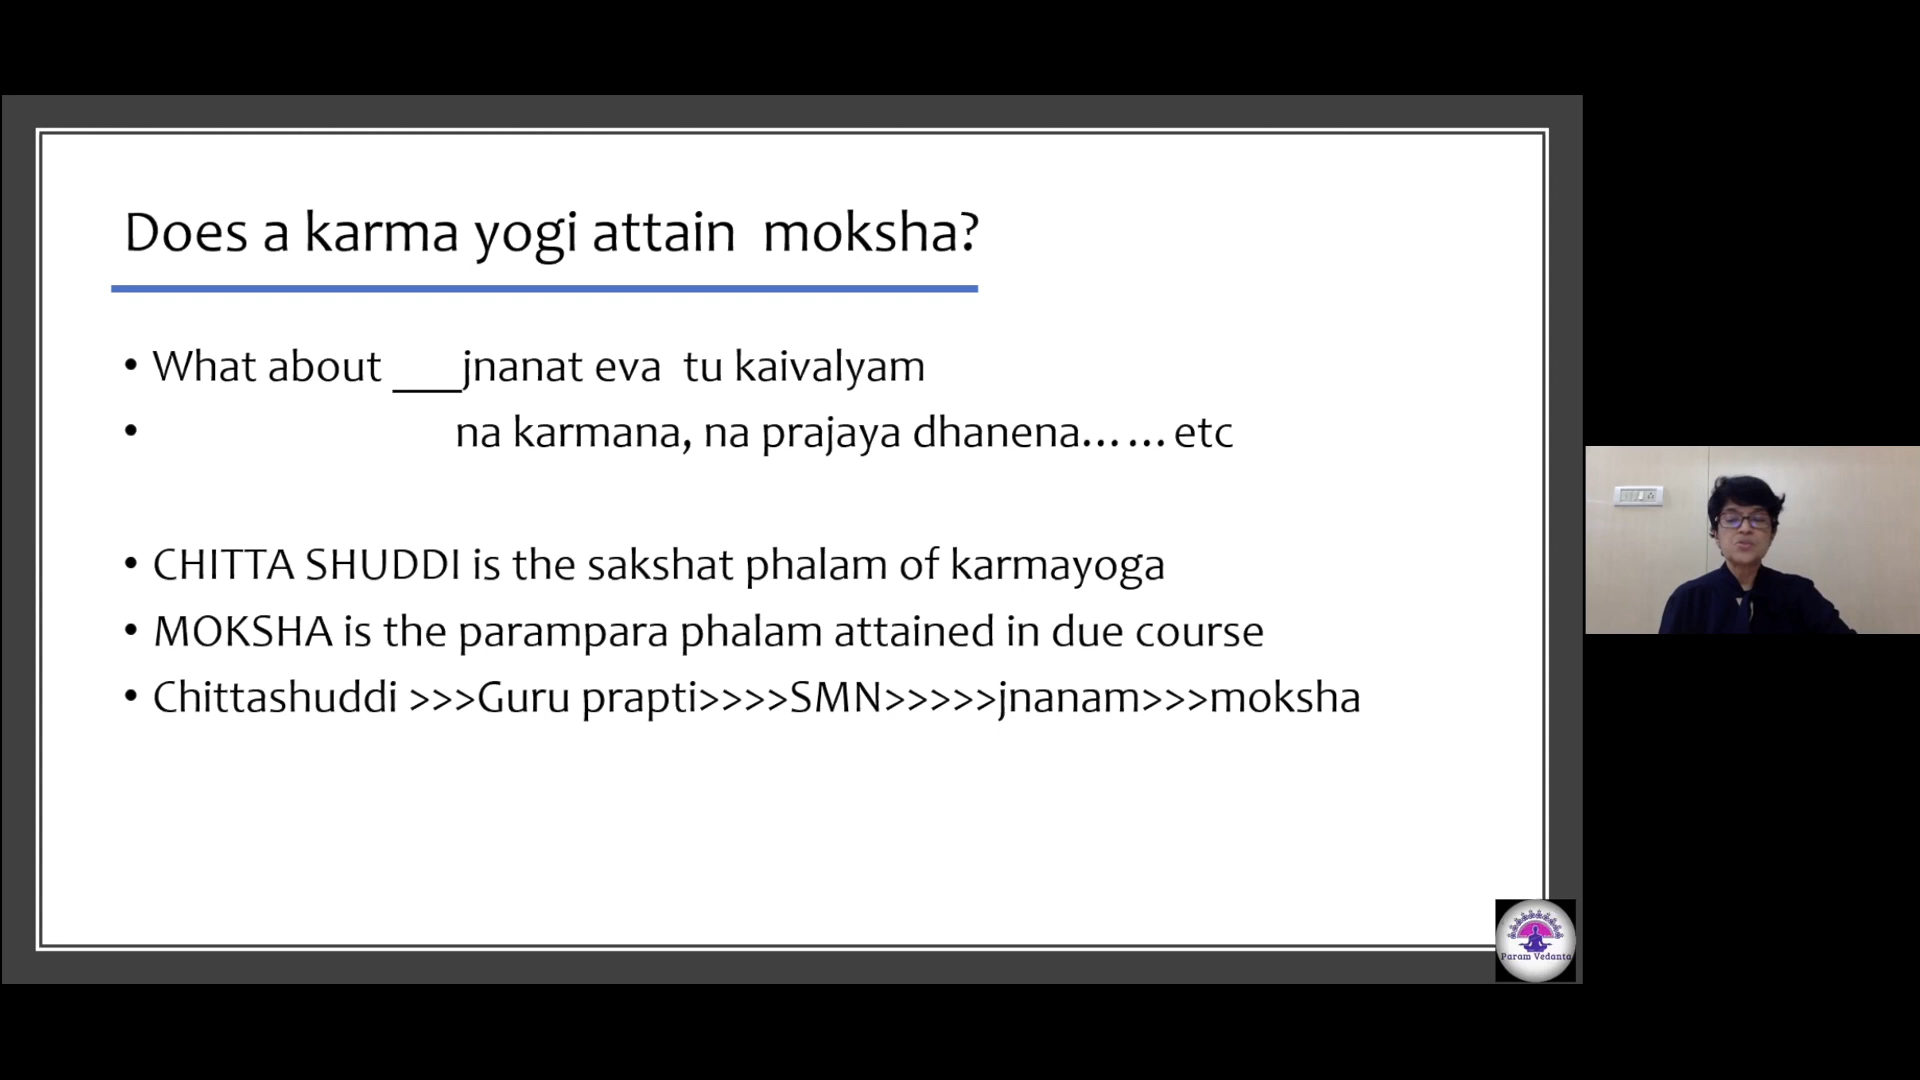 Does a karma yogi attain moksha?
• What about ___jnanat eva tu kaivalyam
• na karmana, na prajaya dhanena......etc
• CHITTA SHUDDI is the sakshat phalam of karmayoga
• MOKSHA is the parampara phalam attained in due course
• Chittashuddi >>>Guru prapti>>>>SMN>>>>>jnanam>>>moksha
Param Vedanta